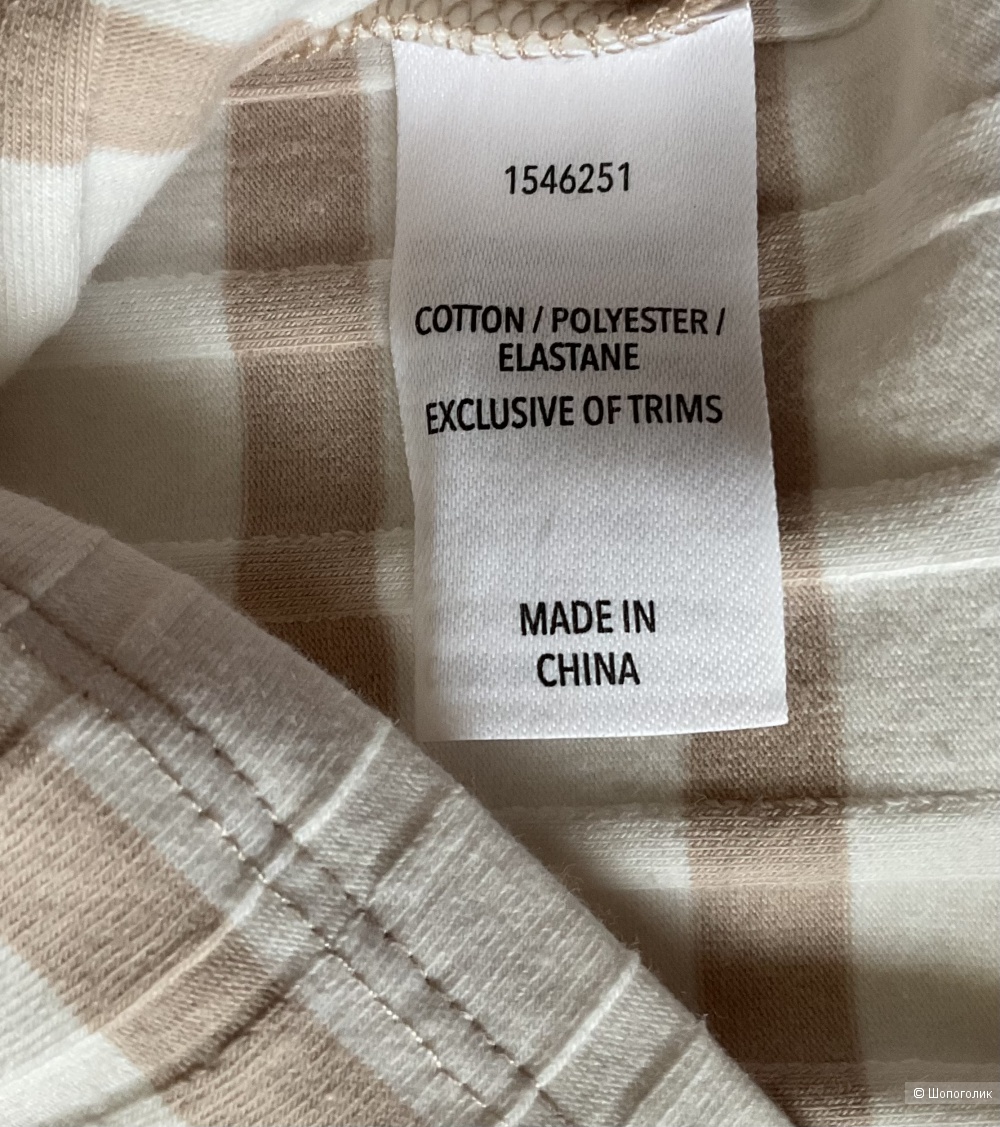 1546251
COTTON / POLYESTER /
ELASTANE
EXCLUSIVE OF TRIMS
MADE IN
CHINA
© Шопоголик